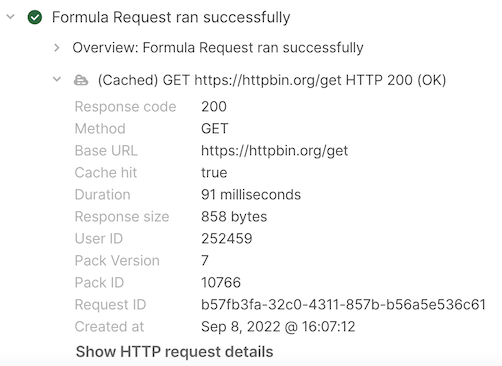 Formula Request ran successfully
Overview: Formula Request ran successfully
(Cached) GET https://httpbin.org/get HTTP 200 (OK)
Response code 200
Method GET
Base URL https://httpbin.org/get
Cache hit true
Duration 91 milliseconds
Response size 858 bytes
User ID 252459
Pack Version 7
Pack ID 10766
Request ID b57fb3fa-32c0-4311-857b-b56a5e536c61
Created at Sep 8, 2022 @ 16:07:12
Show HTTP request details